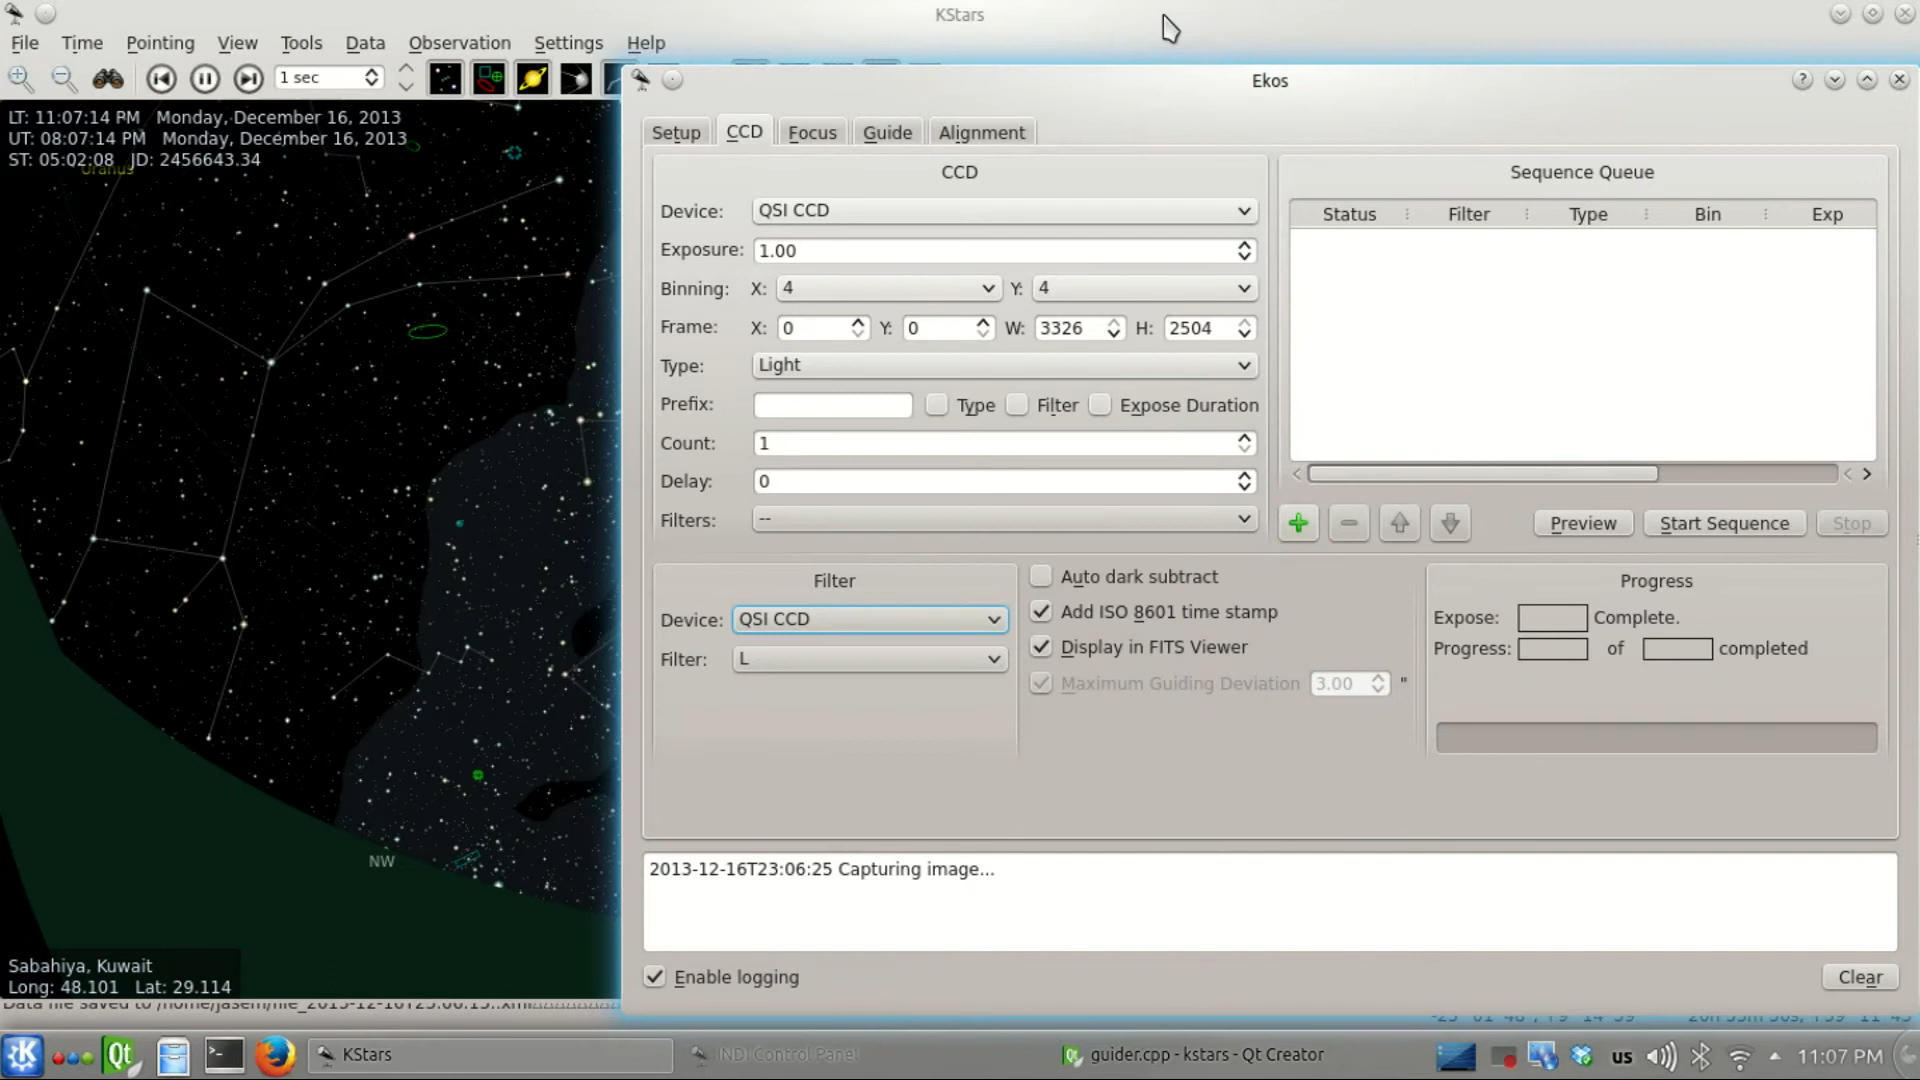 KStars
File Time Pointing View Tools Data Observation Settings Help
1 sec
Ekos
LT: 11:07:14 PM Monday, December 16, 2013
UT: 08:07:14 PM Monday, December 16, 2013
ST: 05:02:08 JD: 2456643.34
Uranus
Setup CCD Focus Guide Alignment
CCD
Device: QSI CCD
Exposure: 1.00
Binning: X: 4 Y: 4
Frame: X: 0 Y: 0 W: 3326 H: 2504
Type: Light
Prefix: Type Filter Expose Duration
Count: 1
Delay: 0
Filters: --
Sequence Queue
Status Filter Type Bin Exp
Preview Start Sequence Stop
Filter
Device: QSI CCD
Filter: L
Auto dark subtract
Add ISO 8601 time stamp
Display in FITS Viewer
Maximum Guiding Deviation 3.00 "
Progress
Expose: Complete.
Progress: of completed
NW
2013-12-16T23:06:25 Capturing image...
Sabahiya, Kuwait
Long: 48.101 Lat: 29.114
Enable logging
Clear
Data file saved to
KStars
INDI Control Panel
guider.cpp - kstars - Qt Creator
us
11:07 PM